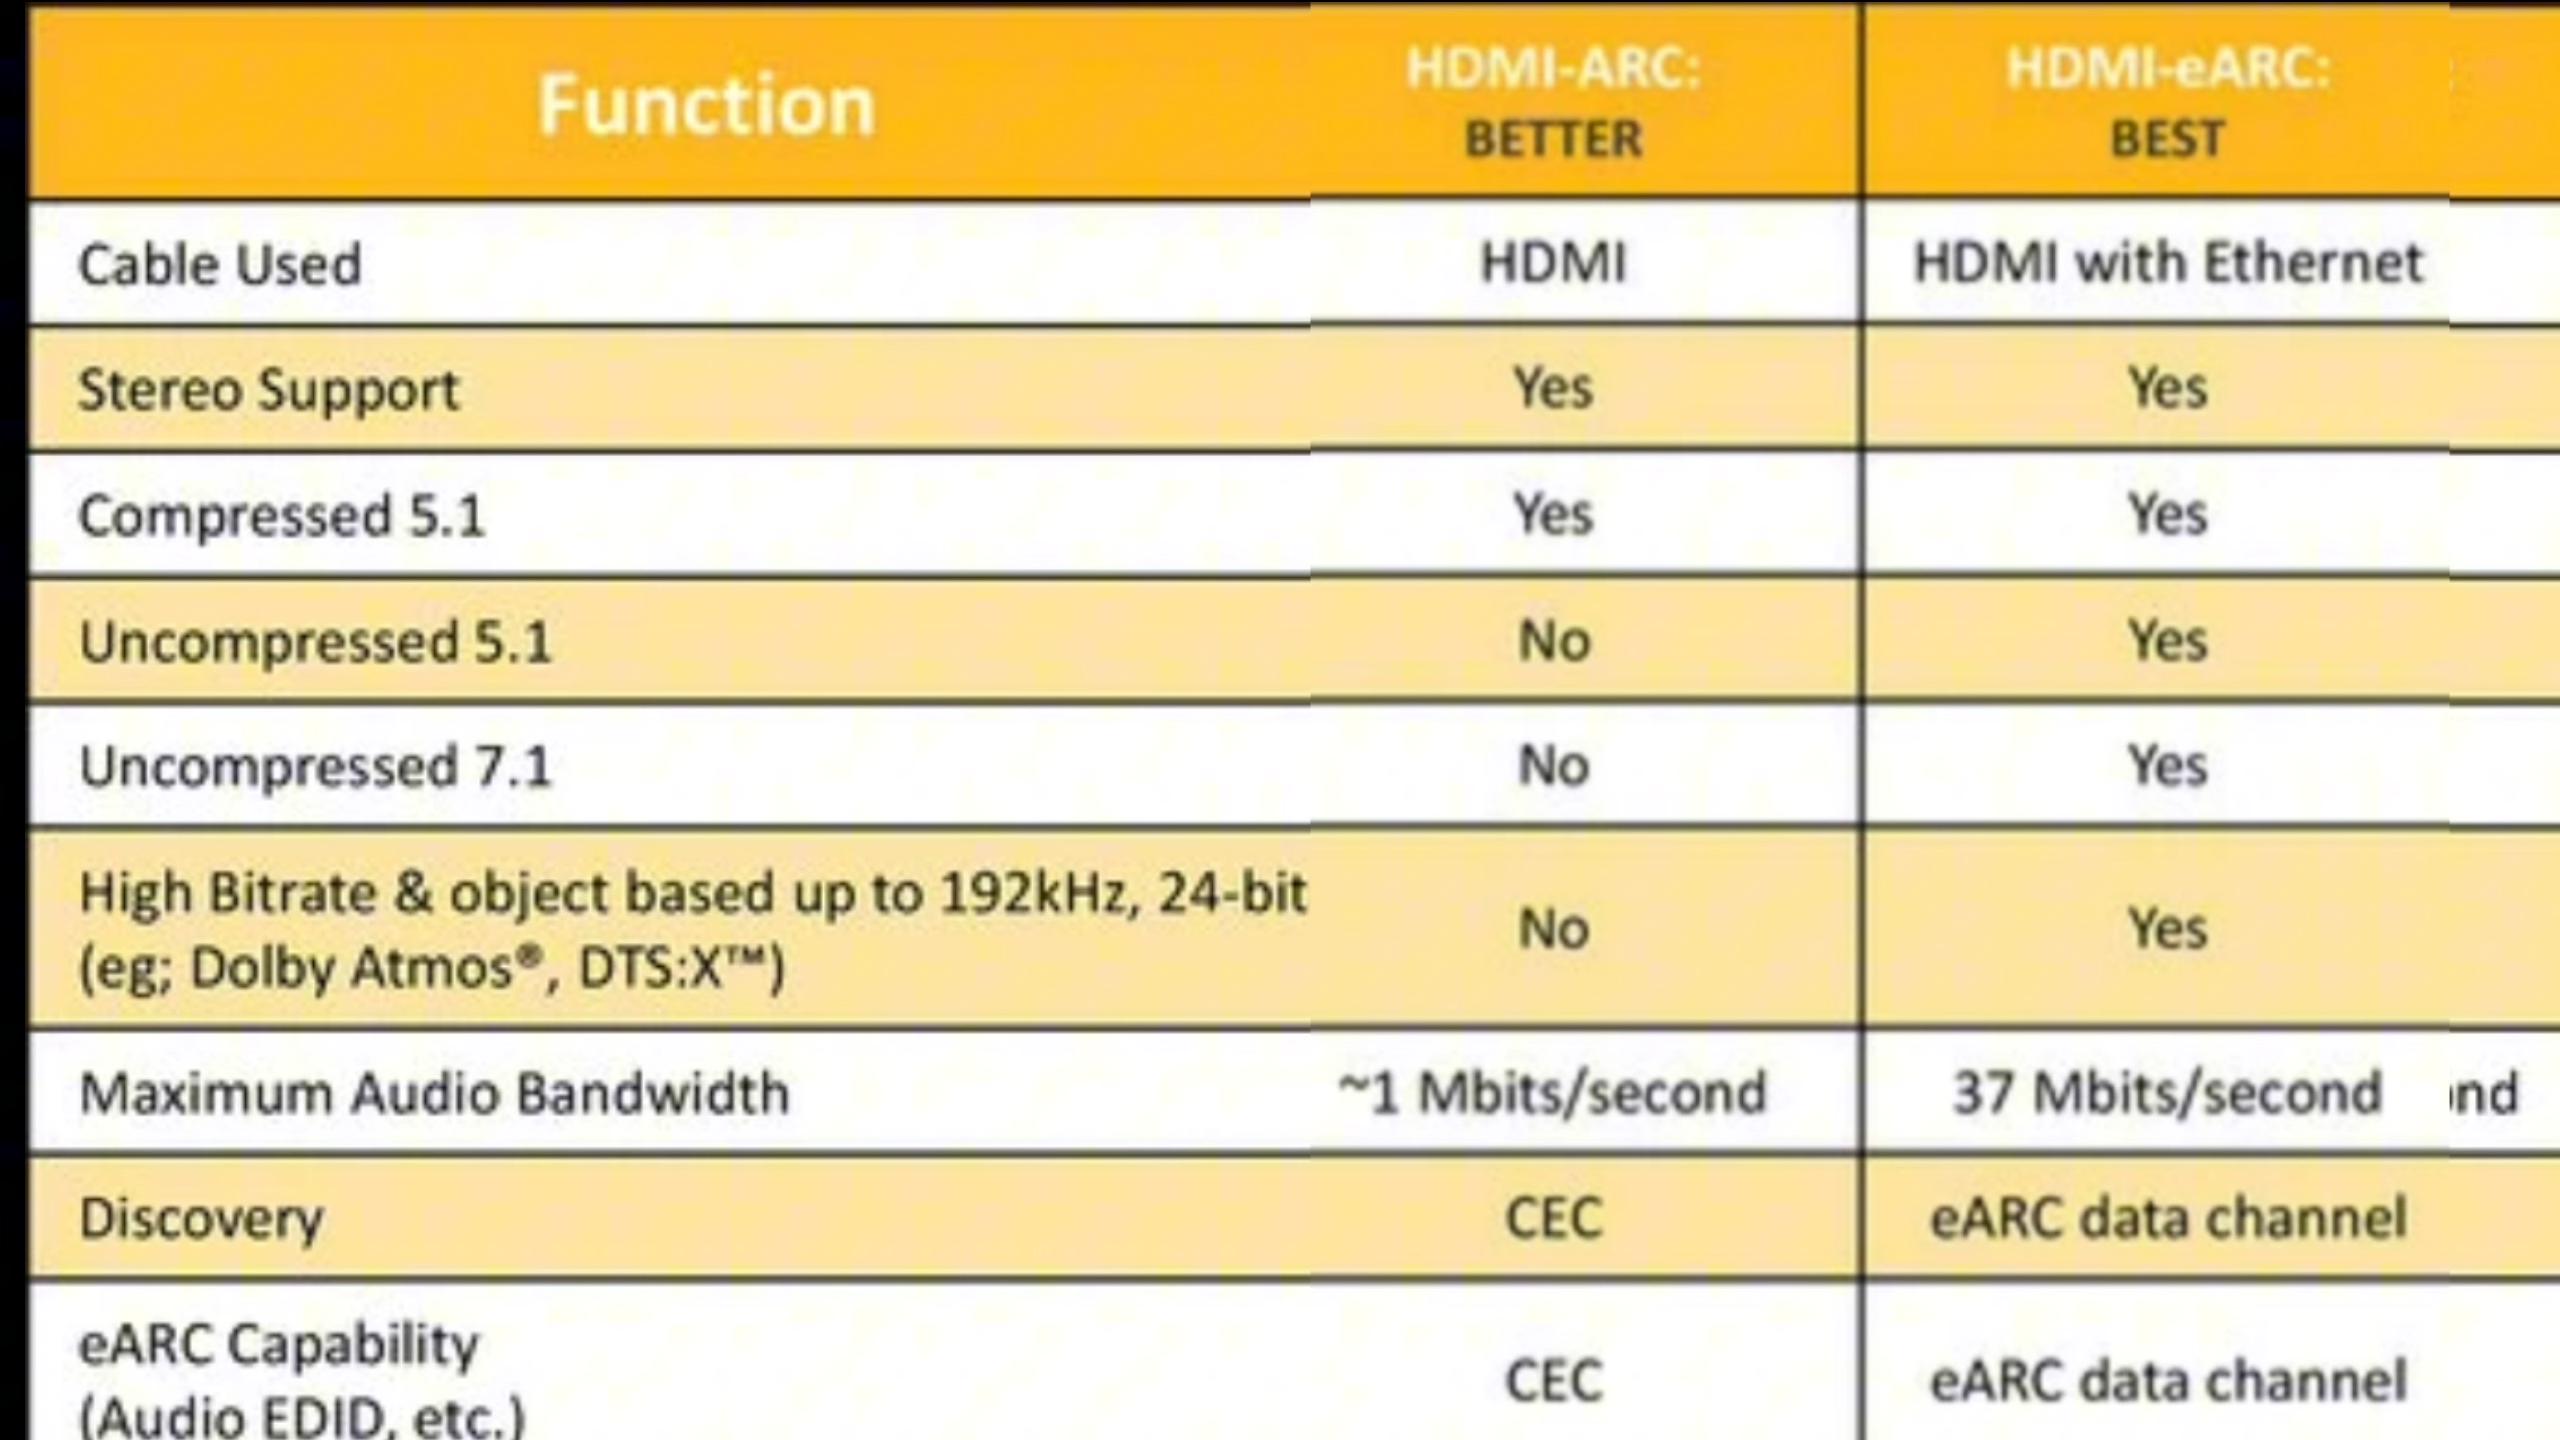 Function
HDMI-ARC:
BETTER
HDMI-eARC:
BEST
:
Cable Used
HDMI
HDMI with Ethernet
Stereo Support
Yes
Yes
Compressed 5.1
Yes
Yes
Uncompressed 5.1
No
Yes
Uncompressed 7.1
No
Yes
High Bitrate & object based up to 192kHz, 24-bit
(eg; Dolby Atmos®, DTS:X™)
No
Yes
Maximum Audio Bandwidth
~1 Mbits/second
37 Mbits/second
nd
Discovery
CEC
eARC data channel
eARC Capability
(Audio EDID, etc.)
CEC
eARC data channel